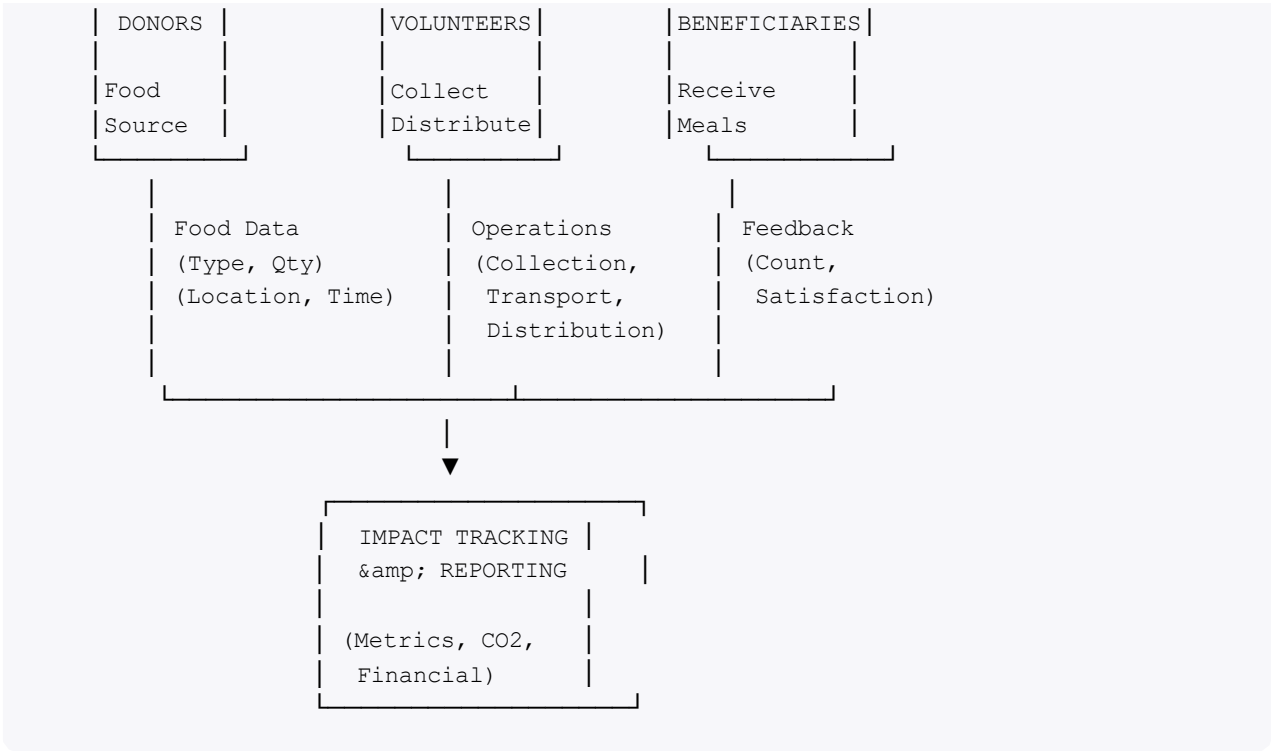 DONORS VOLUNTEERS BENEFICIARIES
Food Collect Receive
Source Distribute Meals
Food Data Operations Feedback
(Type, Qty) (Collection, (Count,
(Location, Time) Transport, Satisfaction)
Distribution)
IMPACT TRACKING
&amp; REPORTING
(Metrics, CO2,
Financial)